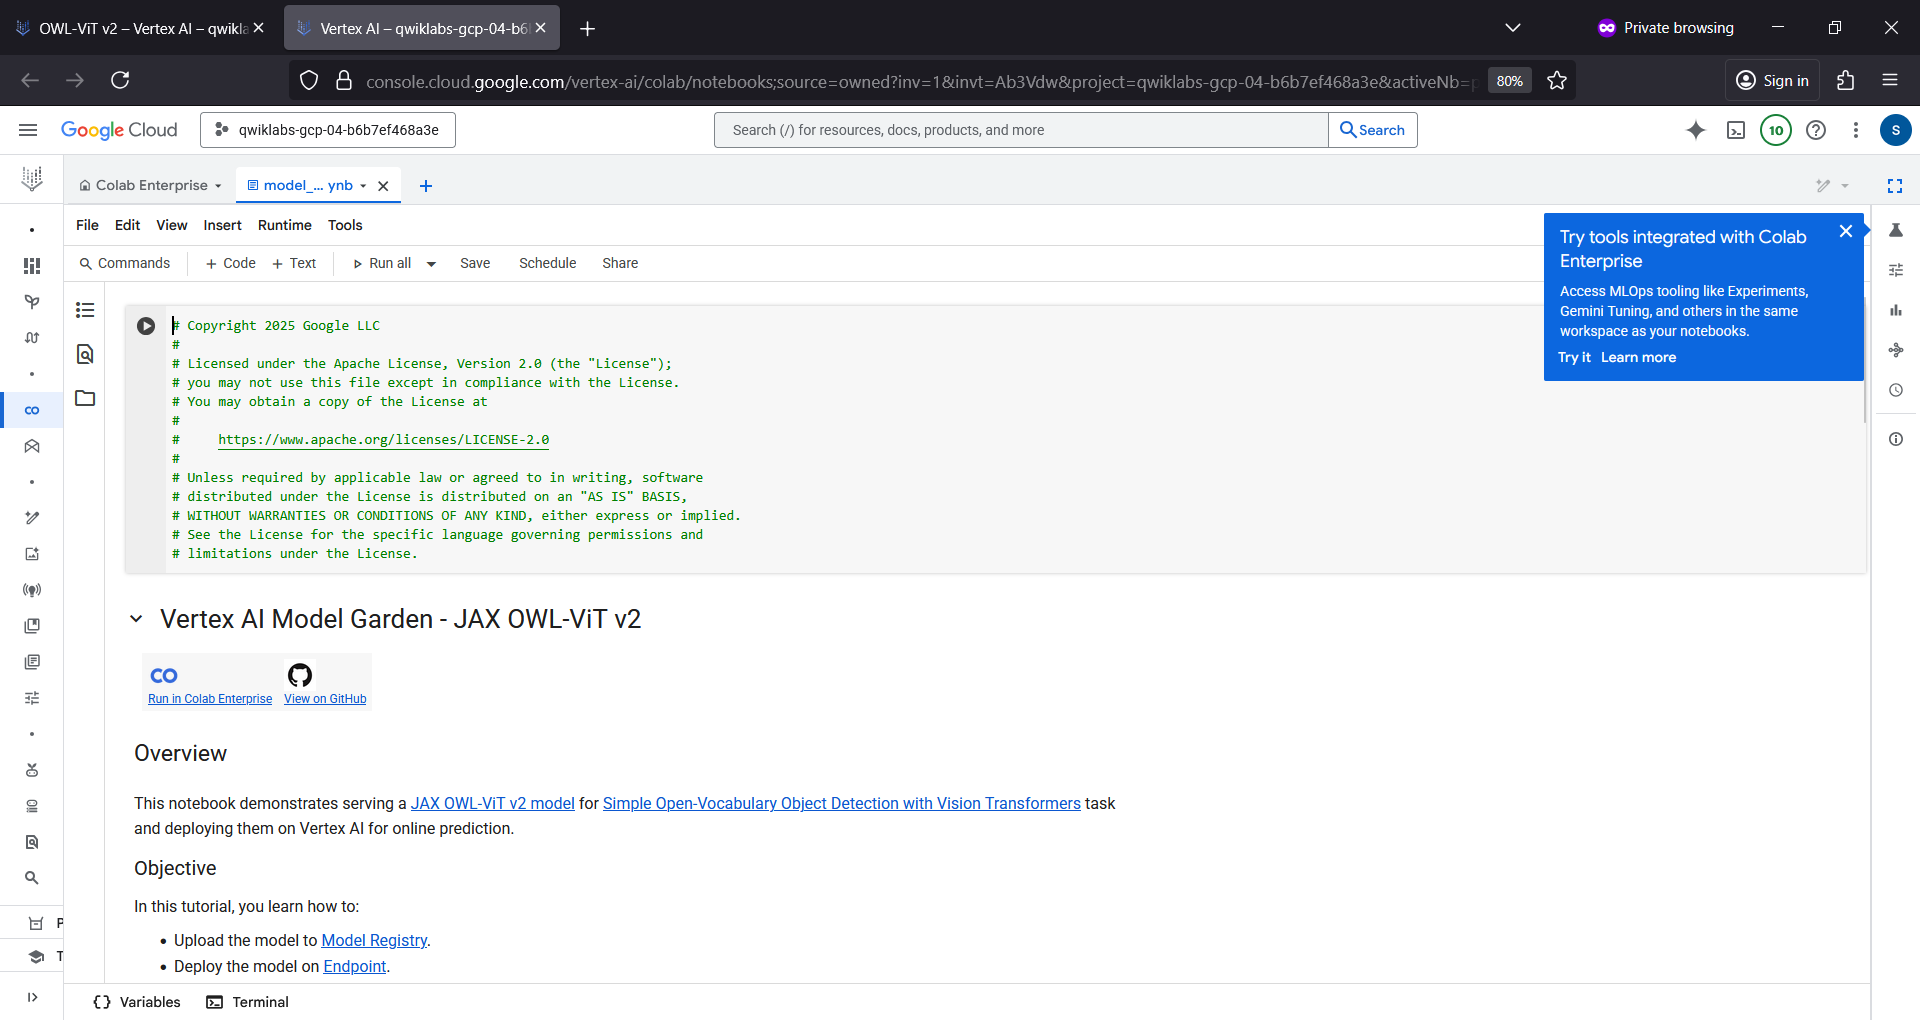 OWL-ViT v2 – Vertex AI – qwikla
Vertex AI – qwiklabs-gcp-04-b6l
Private browsing
console.cloud.google.com/vertex-ai/colab/notebooks;source=owned?inv=1&invt=Ab3Vdw&project=qwiklabs-gcp-04-b6b7ef468a3e&activeNb=p
80%
Sign in
Google Cloud
qwiklabs-gcp-04-b6b7ef468a3e
Search (/) for resources, docs, products, and more
Search
10
S
Colab Enterprise
model_... ynb
File Edit View Insert Runtime Tools
Commands + Code + Text Run all Save Schedule Share
Try tools integrated with Colab
Enterprise
Access MLOps tooling like Experiments,
Gemini Tuning, and others in the same
workspace as your notebooks.
Try it Learn more
# Copyright 2025 Google LLC
#
# Licensed under the Apache License, Version 2.0 (the "License");
# you may not use this file except in compliance with the License.
# You may obtain a copy of the License at
#
#     https://www.apache.org/licenses/LICENSE-2.0
#
# Unless required by applicable law or agreed to in writing, software
# distributed under the License is distributed on an "AS IS" BASIS,
# WITHOUT WARRANTIES OR CONDITIONS OF ANY KIND, either express or implied.
# See the License for the specific language governing permissions and
# limitations under the License.
Vertex AI Model Garden - JAX OWL-ViT v2
Run in Colab Enterprise
View on GitHub
Overview
This notebook demonstrates serving a JAX OWL-ViT v2 model for Simple Open-Vocabulary Object Detection with Vision Transformers task
and deploying them on Vertex AI for online prediction.
Objective
In this tutorial, you learn how to:
• Upload the model to Model Registry.
• Deploy the model on Endpoint.
P
T
Variables
Terminal